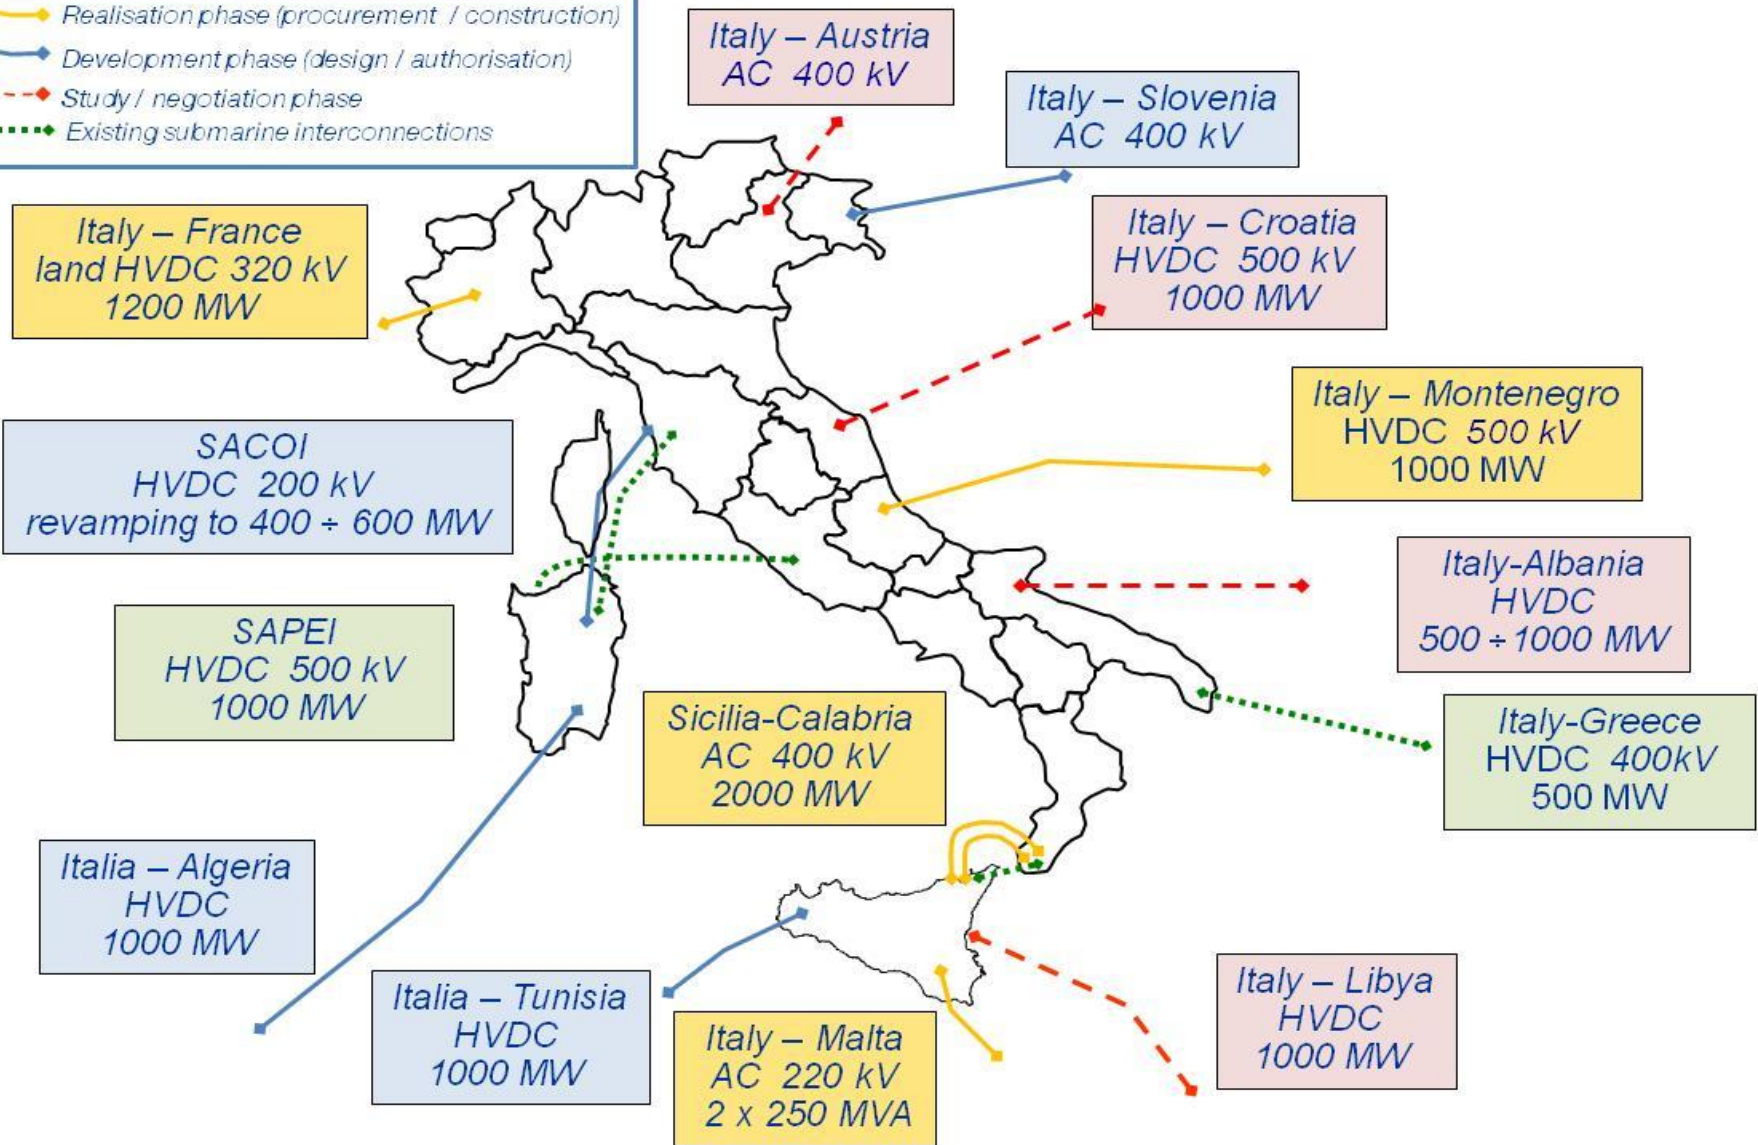 Realisation phase (procurement / construction)
Development phase (design / authorisation)
Study / negotiation phase
Existing submarine interconnections
Italy – Austria
AC 400 kV
Italy – Slovenia
AC 400 kV
Italy – France
land HVDC 320 kV
1200 MW
Italy – Croatia
HVDC 500 kV
1000 MW
Italy – Montenegro
HVDC 500 kV
1000 MW
SACOI
HVDC 200 kV
revamping to 400 ÷ 600 MW
Italy-Albania
HVDC
500 ÷ 1000 MW
SAPEI
HVDC 500 kV
1000 MW
Sicilia-Calabria
AC 400 kV
2000 MW
Italy-Greece
HVDC 400kV
500 MW
Italia – Algeria
HVDC
1000 MW
Italia – Tunisia
HVDC
1000 MW
Italy – Malta
AC 220 kV
2 x 250 MVA
Italy – Libya
HVDC
1000 MW